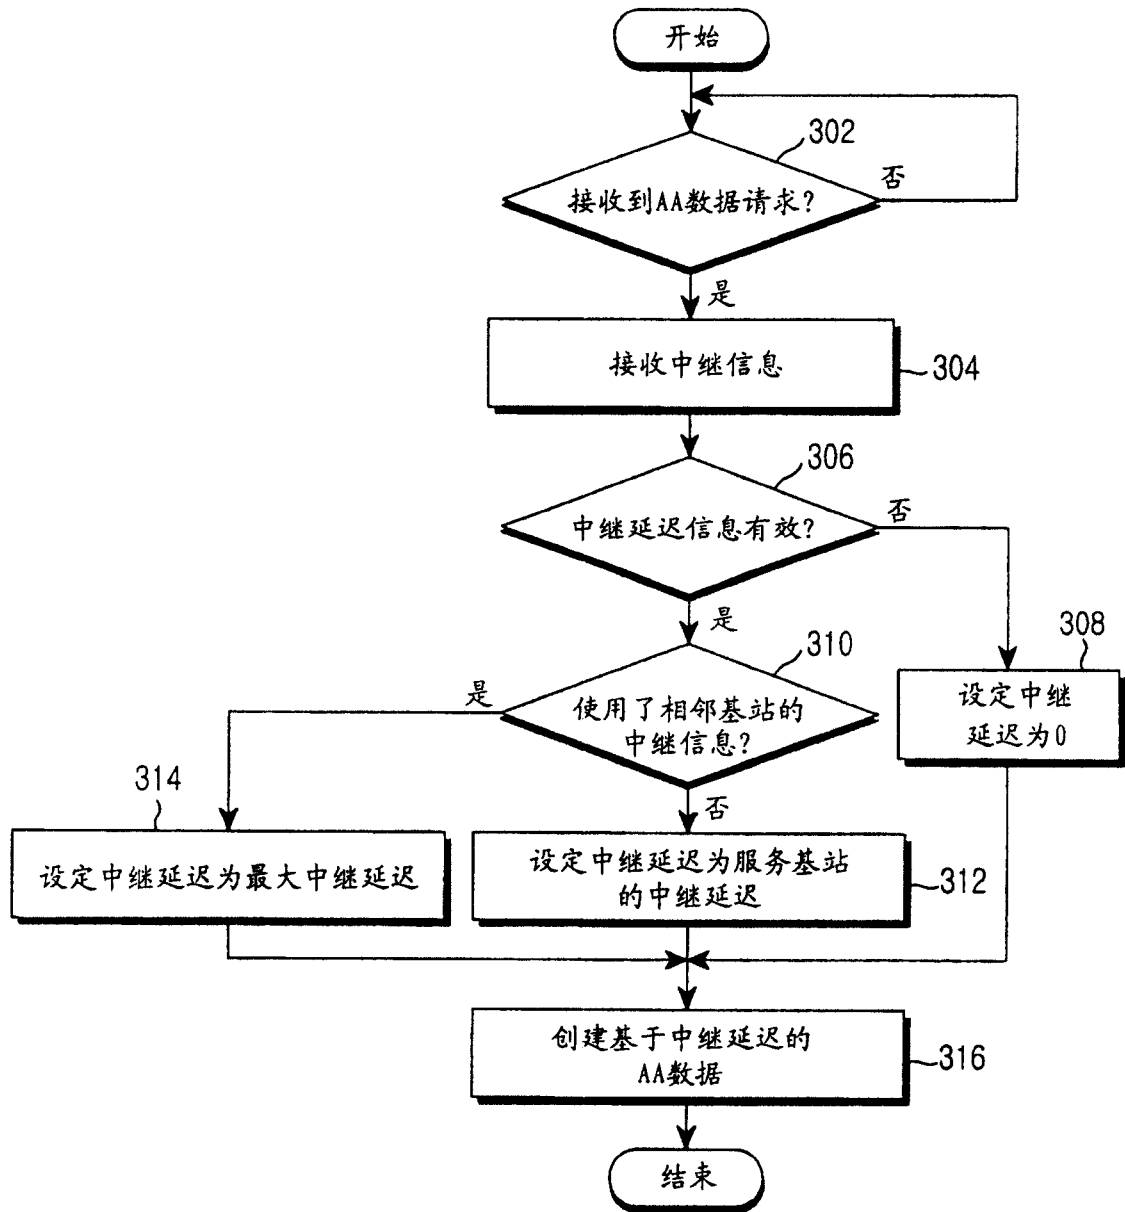 开始
302
否
接收到AA数据请求?
是
接收中继信息
304
306
否
中继延迟信息有效?
是
310
308
是
使用了相邻基站的
中继信息?
设定中继
延迟为0
314
否
设定中继延迟为最大中继延迟
设定中继延迟为服务基站
的中继延迟
312
创建基于中继延迟的
AA数据
316
结束